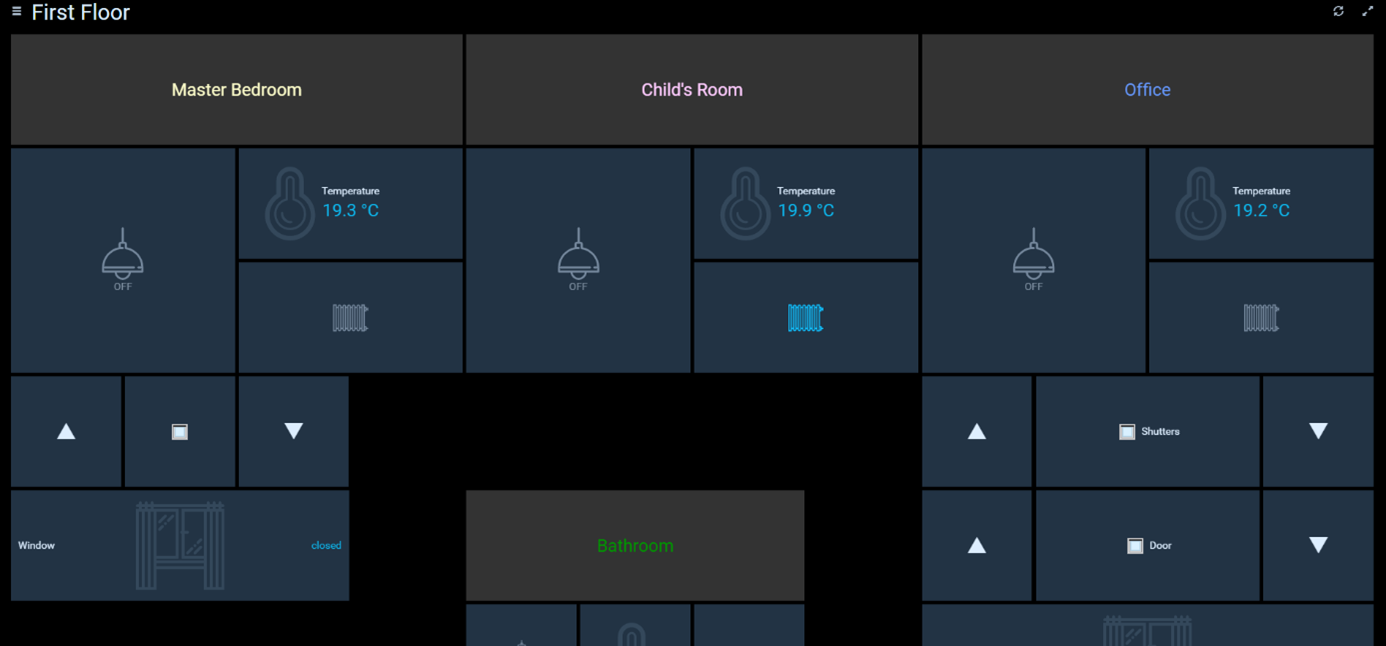 First Floor
Master Bedroom
Child's Room
Office
Temperature
19.3 °C
OFF
Temperature
19.9 °C
OFF
Temperature
19.2 °C
OFF
Shutters
Window
closed
Bathroom
Door